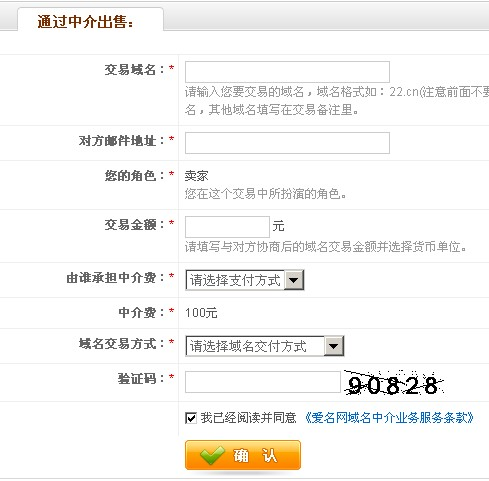 通过中介出售：
交易域名：*
请输入您要交易的域名，域名格式如：22.cn(注意前面不要
名，其他域名填写在交易备注里。
对方邮件地址：*
您的角色：* 卖家
您在这个交易中所扮演的角色。
交易金额：* 元
请填写与对方协商后的域名交易金额并选择货币单位。
由谁承担中介费：* 请选择支付方式
中介费：* 100元
域名交易方式：* 请选择域名交付方式
验证码：* 90828
我已经阅读并同意 《爱名网域名中介业务服务条款》
确 认